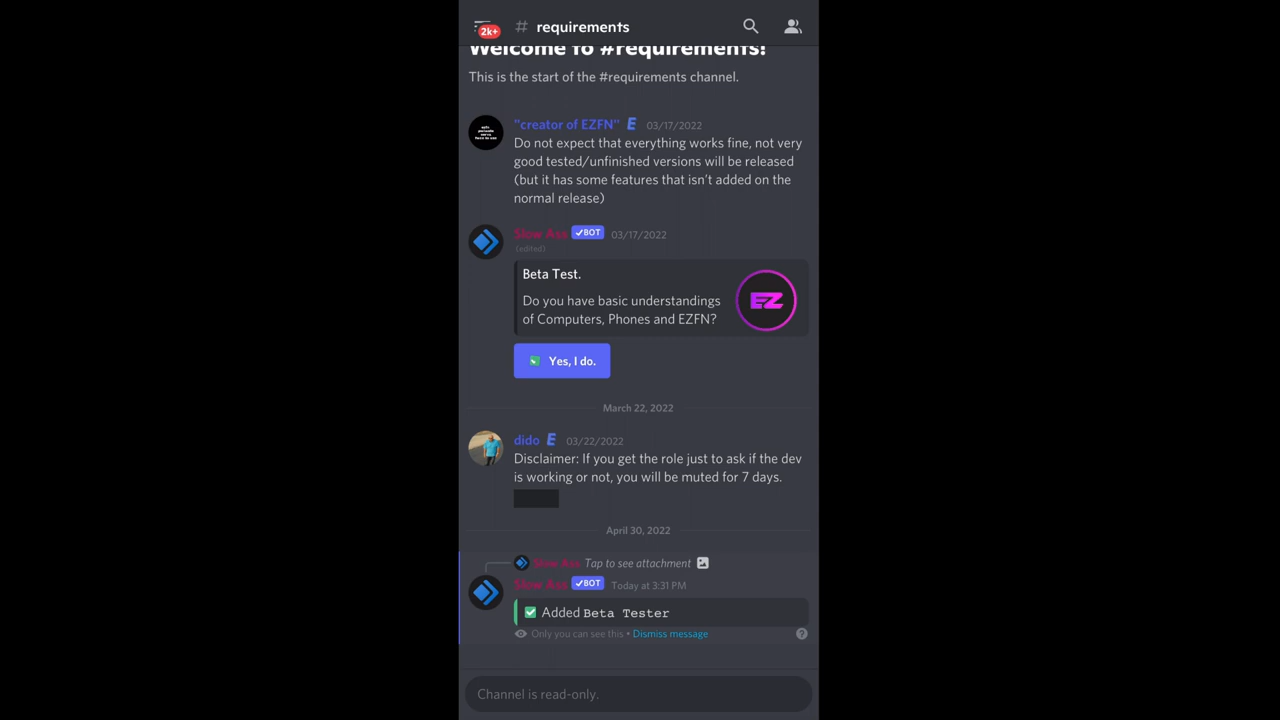 2k+
# requirements
Welcome to #requirements!
This is the start of the #requirements channel.
"creator of EZFN" E 03/17/2022
Do not expect that everything works fine, not very
good tested/unfinished versions will be released
(but it has some features that isn't added on the
normal release)
Slow Ass ✓BOT 03/17/2022
(edited)
Beta Test.
Do you have basic understandings
of Computers, Phones and EZFN?
EZ
Yes, I do.
March 22, 2022
dido E 03/22/2022
Disclaimer: If you get the role just to ask if the dev
is working or not, you will be muted for 7 days.
April 30, 2022
Slow Ass Tap to see attachment
Slow Ass ✓BOT Today at 3:31 PM
✅ Added Beta Tester
Only you can see this • Dismiss message ?
Channel is read-only.